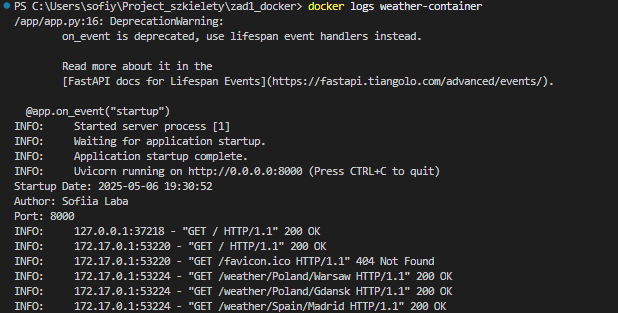 PS C:\Users\sofiy\Project_szkielety\zad1_docker> docker logs weather-container
/app/app.py:16: DeprecationWarning:
        on_event is deprecated, use lifespan event handlers instead.

        Read more about it in the
        [FastAPI docs for Lifespan Events](https://fastapi.tiangolo.com/advanced/events/).

  @app.on_event("startup")
INFO:     Started server process [1]
INFO:     Waiting for application startup.
INFO:     Application startup complete.
INFO:     Uvicorn running on http://0.0.0.0:8000 (Press CTRL+C to quit)
Startup Date: 2025-05-06 19:30:52
Author: Sofiia Laba
Port: 8000
INFO:     127.0.0.1:37218 - "GET / HTTP/1.1" 200 OK
INFO:     172.17.0.1:53220 - "GET / HTTP/1.1" 200 OK
INFO:     172.17.0.1:53220 - "GET /favicon.ico HTTP/1.1" 404 Not Found
INFO:     172.17.0.1:53224 - "GET /weather/Poland/Warsaw HTTP/1.1" 200 OK
INFO:     172.17.0.1:53224 - "GET /weather/Poland/Gdansk HTTP/1.1" 200 OK
INFO:     172.17.0.1:53224 - "GET /weather/Spain/Madrid HTTP/1.1" 200 OK